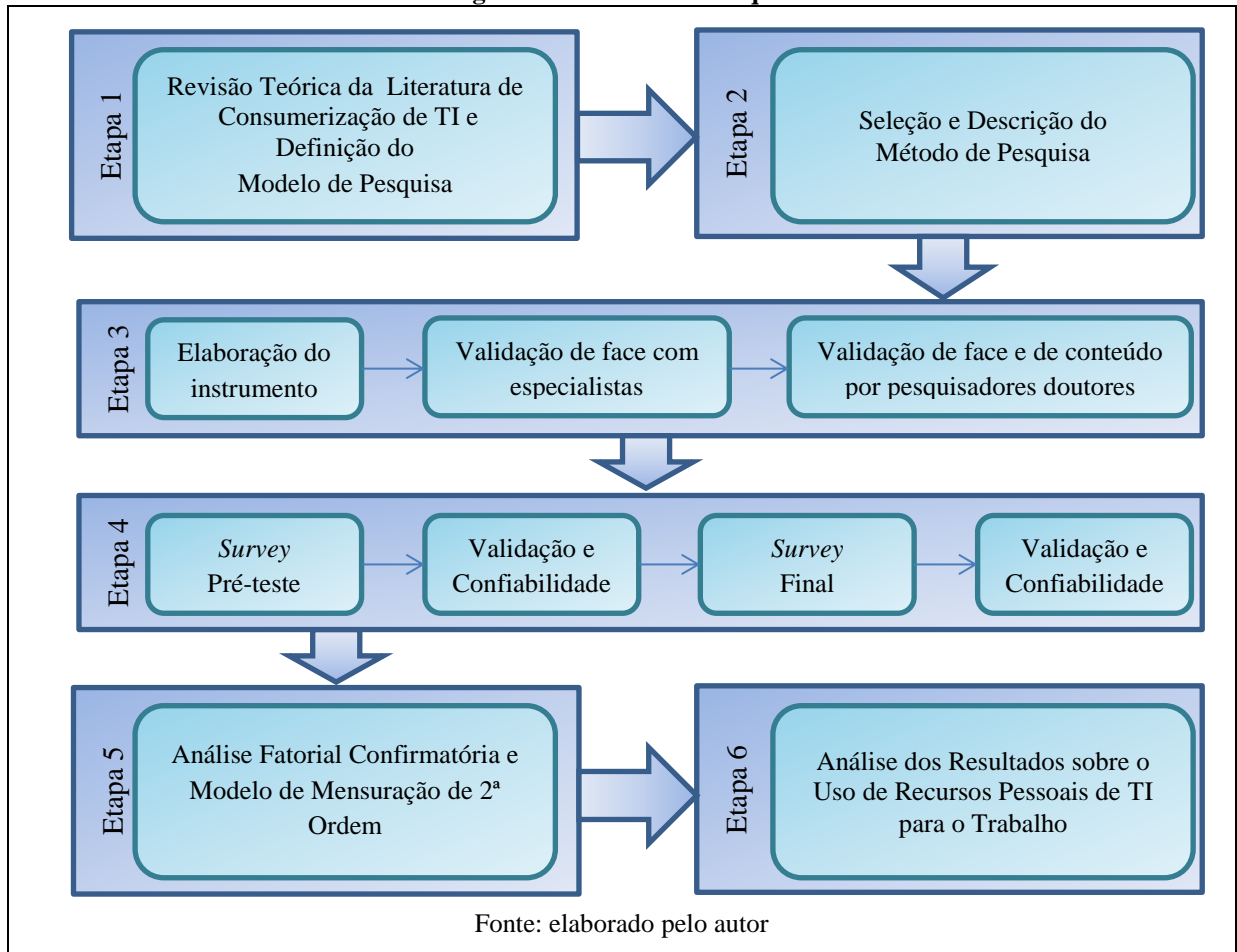 Etapa 1
Revisão Teórica da Literatura de
Consumerização de TI e
Definição do
Modelo de Pesquisa
Etapa 2
Seleção e Descrição do
Método de Pesquisa
Etapa 3
Elaboração do
instrumento
Validação de face com
especialistas
Validação de face e de conteúdo
por pesquisadores doutores
Etapa 4
Survey
Pré-teste
Validação e
Confiabilidade
Survey
Final
Validação e
Confiabilidade
Etapa 5
Análise Fatorial Confirmatória e
Modelo de Mensuração de 2ª
Ordem
Etapa 6
Análise dos Resultados sobre o
Uso de Recursos Pessoais de TI
para o Trabalho
Fonte: elaborado pelo autor